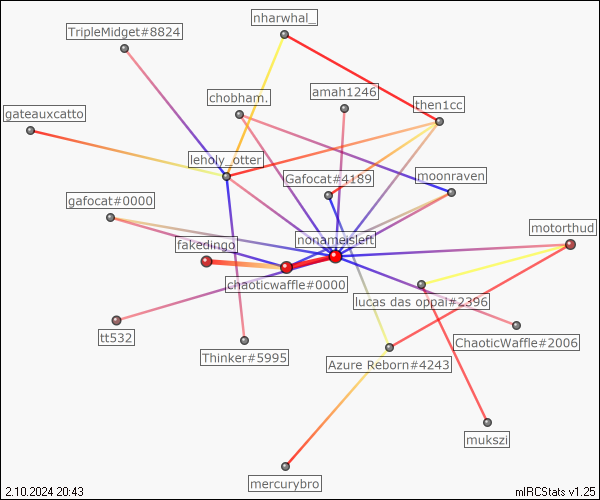 nharwhal_
TripleMidget#8824
amah1246
chobham.
then1cc
gateauxcatto
leholy_otter
Gafocat#4189
moonraven
gafocat#0000
motorthud
nonameisleft
fakedingo
chaoticwaffle#0000
lucas das oppai#2396
tt532
ChaoticWaffle#2006
Thinker#5995
Azure Reborn#4243
mukszi
mercurybro
2.10.2024 20:43
mIRCStats v1.25